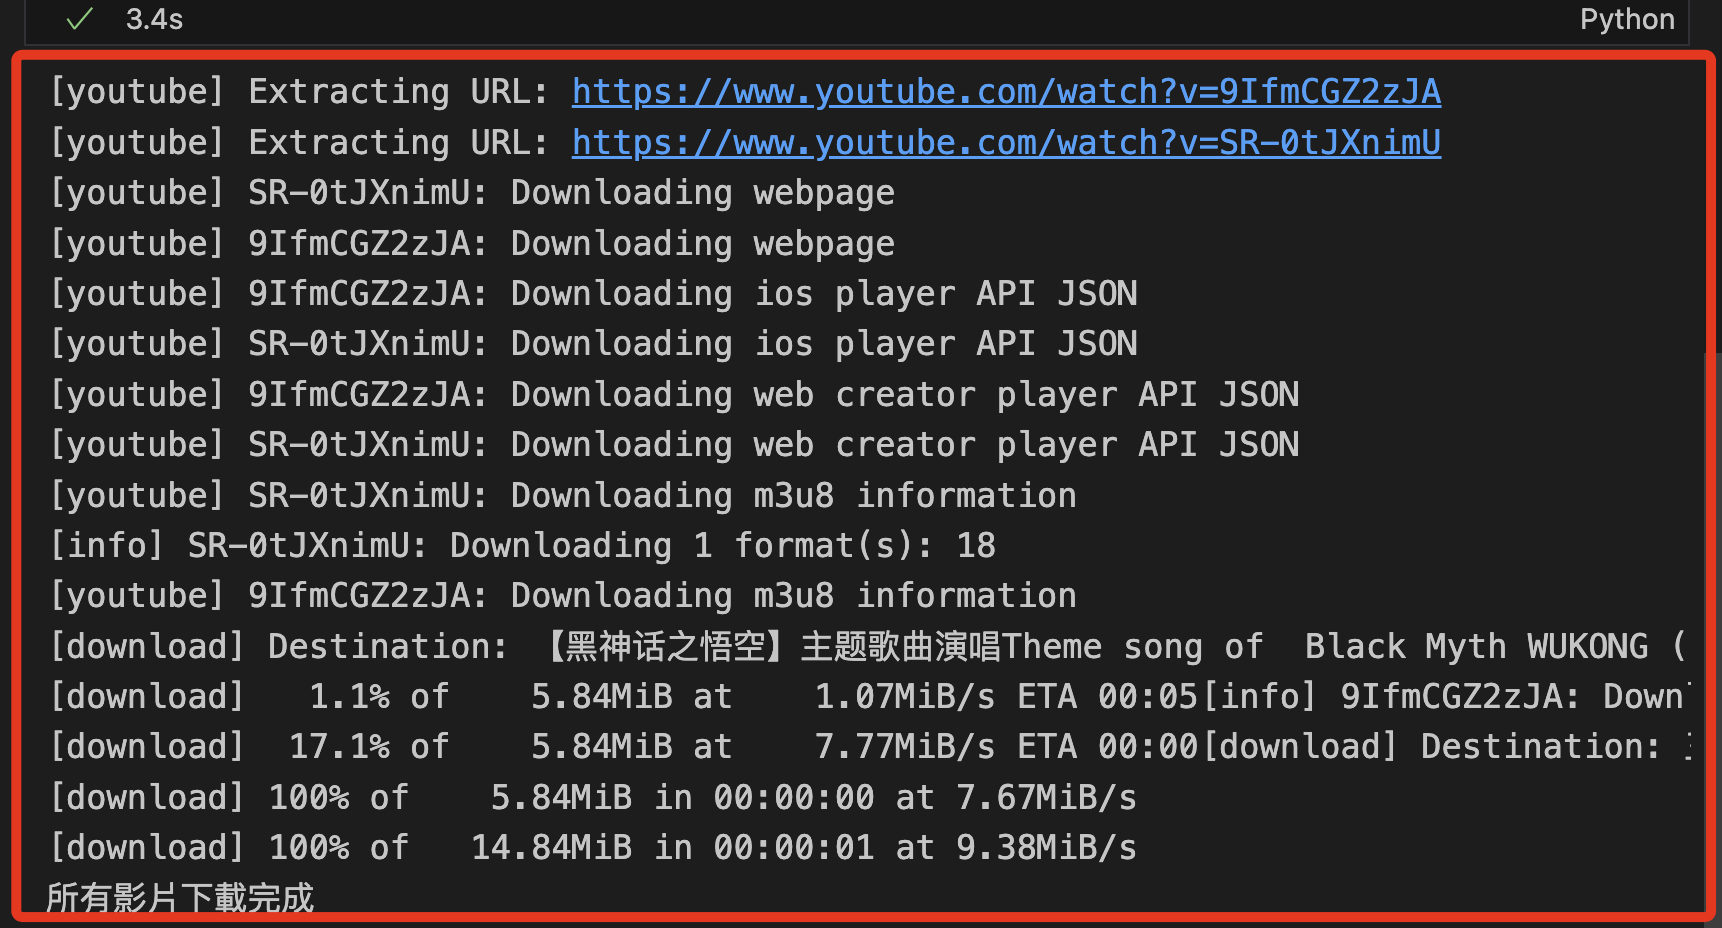 3.4s
Python
[youtube] Extracting URL: https://www.youtube.com/watch?v=9IfmCGZ2zJA
[youtube] Extracting URL: https://www.youtube.com/watch?v=SR-0tJXnimU
[youtube] SR-0tJXnimU: Downloading webpage
[youtube] 9IfmCGZ2zJA: Downloading webpage
[youtube] 9IfmCGZ2zJA: Downloading ios player API JSON
[youtube] SR-0tJXnimU: Downloading ios player API JSON
[youtube] 9IfmCGZ2zJA: Downloading web creator player API JSON
[youtube] SR-0tJXnimU: Downloading web creator player API JSON
[youtube] SR-0tJXnimU: Downloading m3u8 information
[info] SR-0tJXnimU: Downloading 1 format(s): 18
[youtube] 9IfmCGZ2zJA: Downloading m3u8 information
[download] Destination: 【黑神话之悟空】主题歌曲演唱Theme song of  Black Myth WUKONG (
[download]   1.1% of    5.84MiB at    1.07MiB/s ETA 00:05[info] 9IfmCGZ2zJA: Down
[download]  17.1% of    5.84MiB at    7.77MiB/s ETA 00:00[download] Destination:
[download] 100% of    5.84MiB in 00:00:00 at 7.67MiB/s
[download] 100% of   14.84MiB in 00:00:01 at 9.38MiB/s
所有影片下載完成